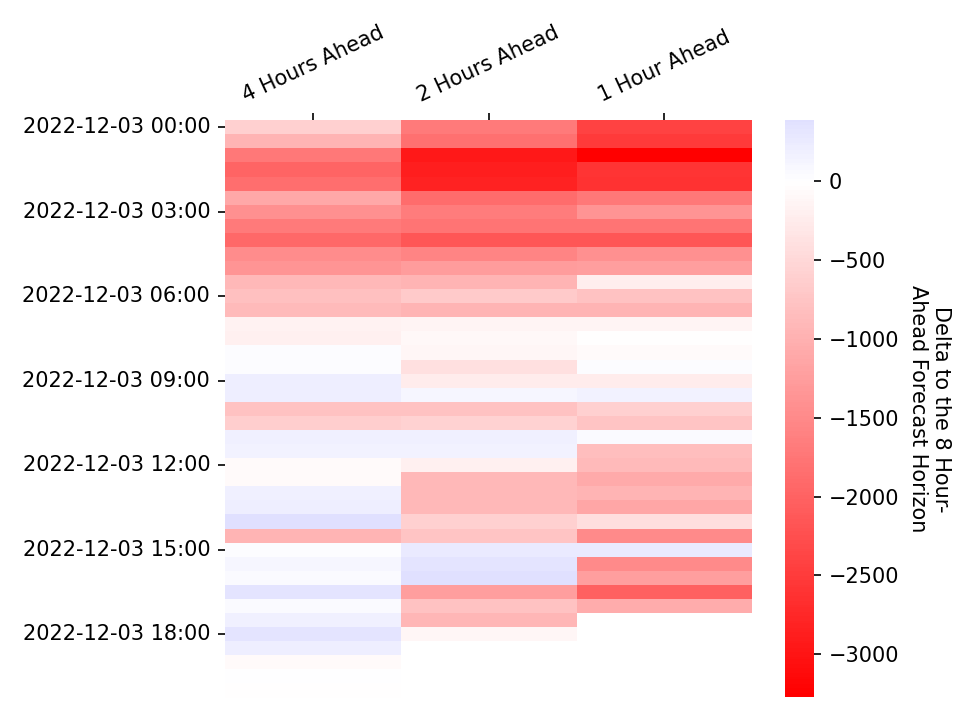 4 Hours Ahead
2 Hours Ahead
1 Hour Ahead
2022-12-03 00:00
2022-12-03 03:00
2022-12-03 06:00
2022-12-03 09:00
2022-12-03 12:00
2022-12-03 15:00
2022-12-03 18:00
0
−500
−1000
−1500
−2000
−2500
−3000
Delta to the 8 Hour-
Ahead Forecast Horizon